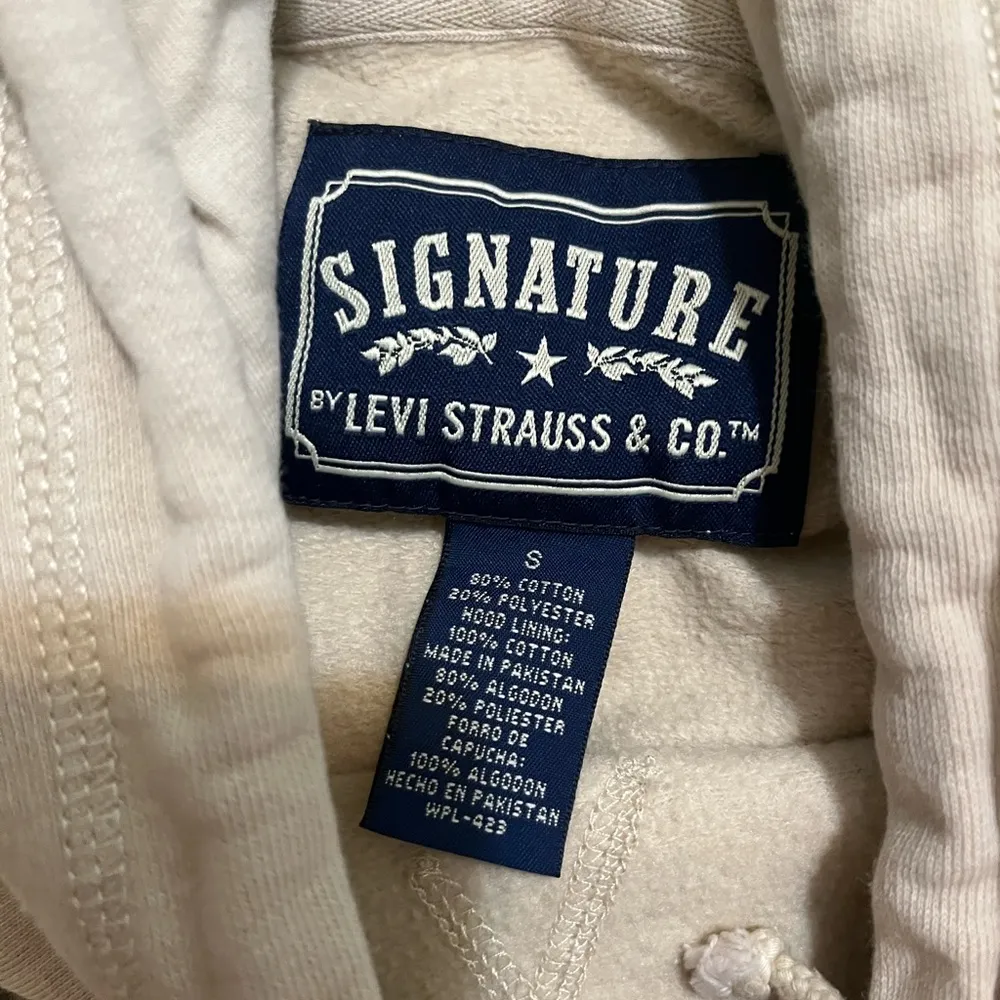 SIGNATURE
BY LEVI STRAUSS & CO.™
S
80% COTTON
20% POLYESTER
HOOD LINING:
100% COTTON
MADE IN PAKISTAN
80% ALGODON
20% POLIESTER
FORRO DE
CAPUCHA:
100% ALGODON
HECHO EN PAKISTAN
WPL-423